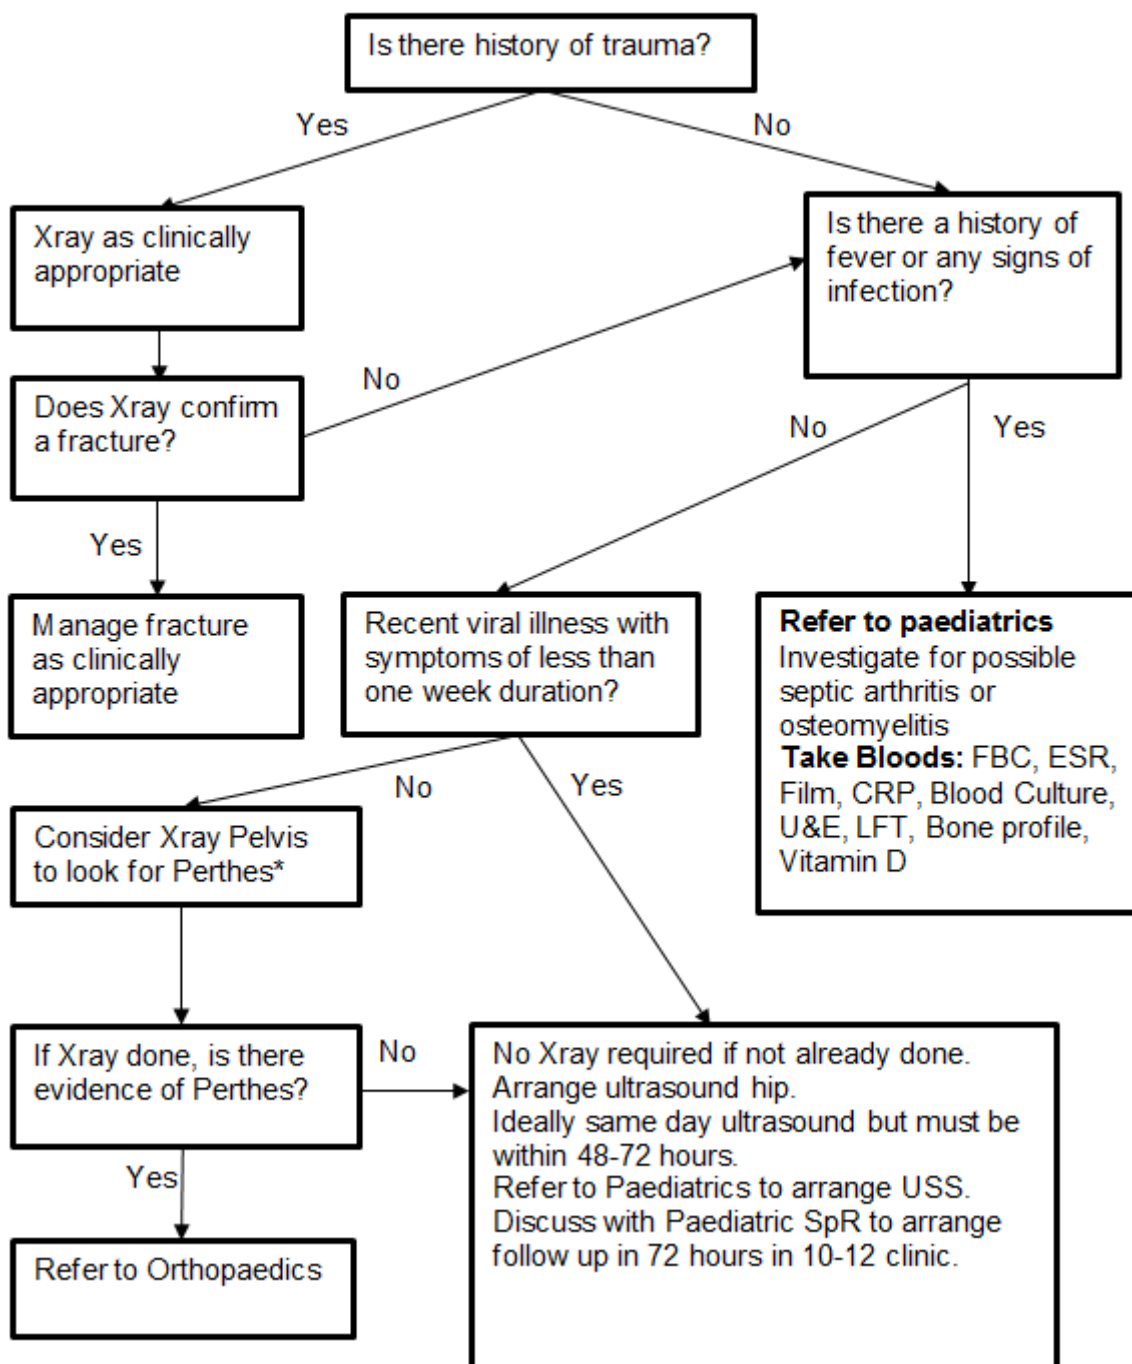 Is there history of trauma?
Yes
No
Xray as clinically
appropriate
Is there a history of
fever or any signs of
infection?
No
Does Xray confirm
a fracture?
No
Yes
Yes
Manage fracture
as clinically
appropriate
Recent viral illness with
symptoms of less than
one week duration?
Refer to paediatrics
Investigate for possible
septic arthritis or
osteomyelitis
Take Bloods: FBC, ESR,
Film, CRP, Blood Culture,
U&E, LFT, Bone profile,
Vitamin D
No
Yes
Consider Xray Pelvis
to look for Perthes*
If Xray done, is there
evidence of Perthes?
No
No Xray required if not already done.
Arrange ultrasound hip.
Ideally same day ultrasound but must be
within 48-72 hours.
Refer to Paediatrics to arrange USS.
Discuss with Paediatric SpR to arrange
follow up in 72 hours in 10-12 clinic.
Yes
Refer to Orthopaedics